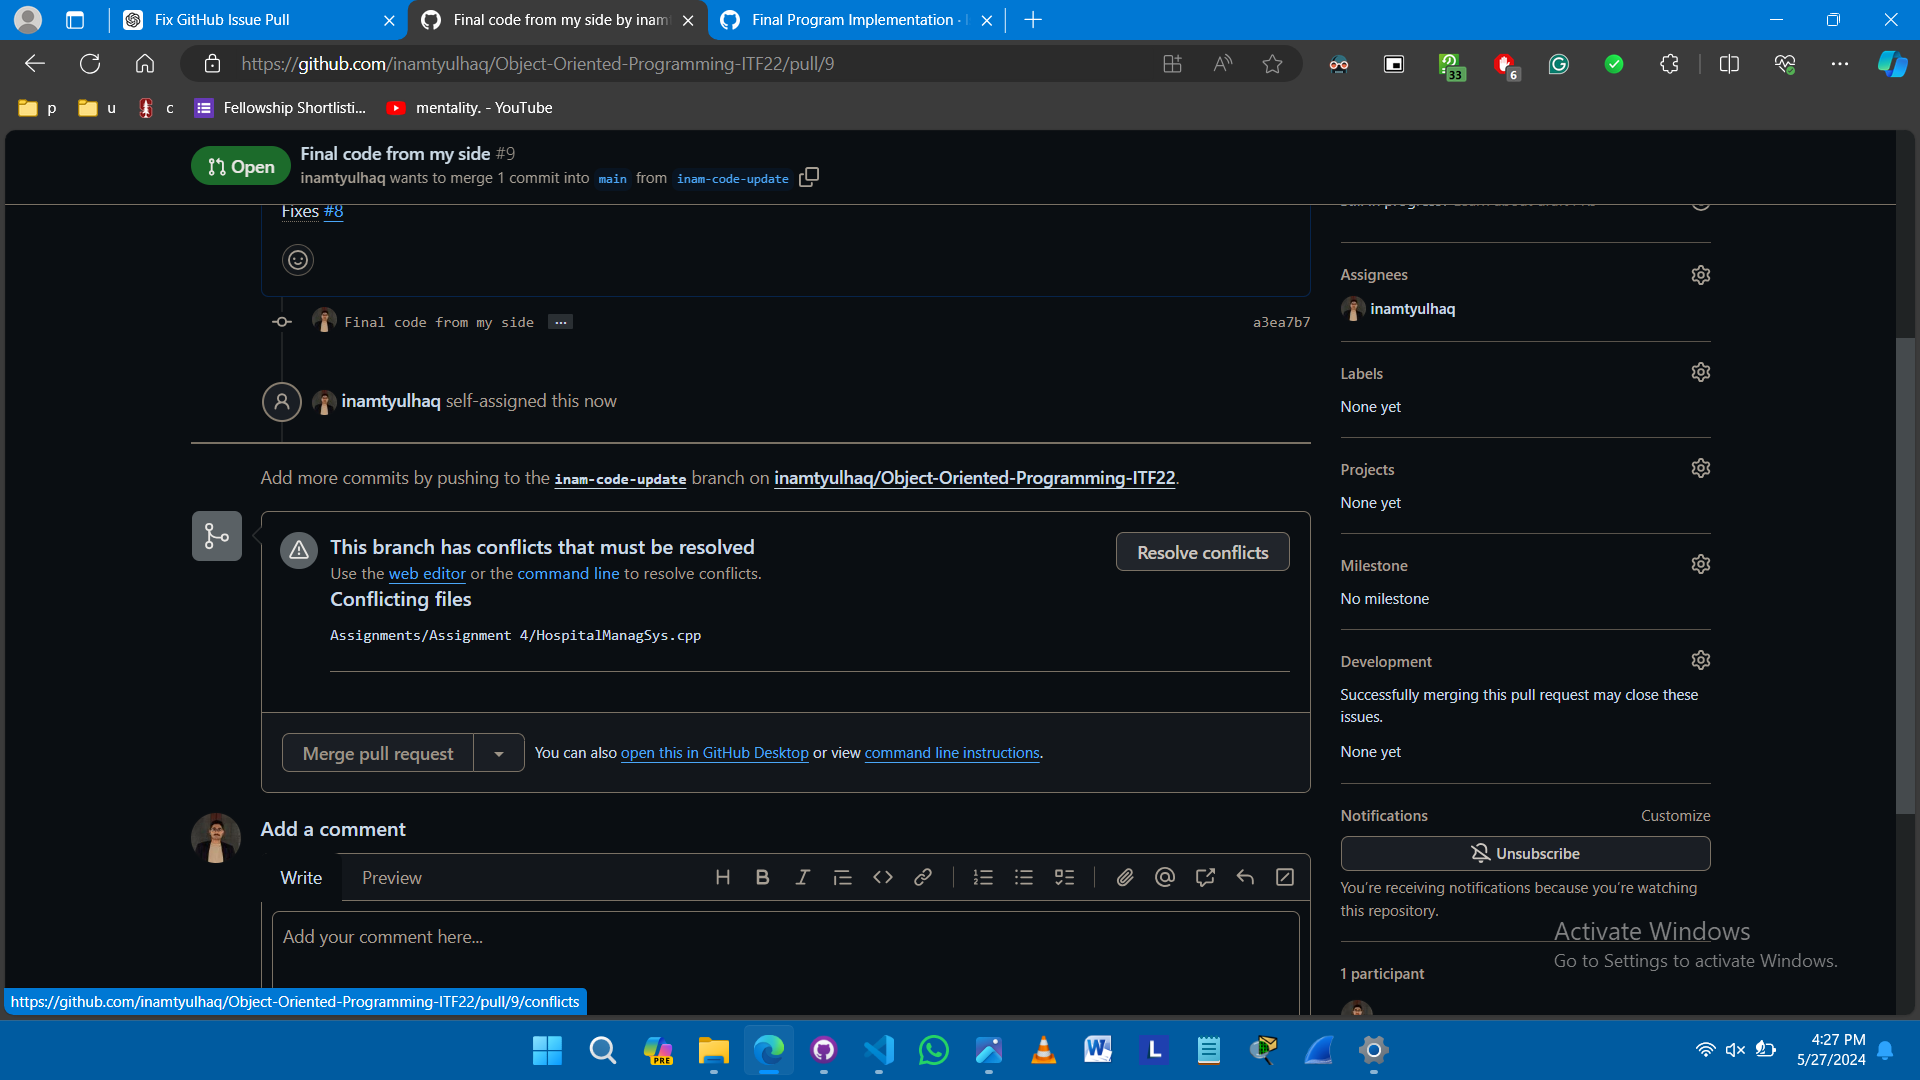 Fix GitHub Issue Pull
Final code from my side by inam
Final Program Implementation ·
https://github.com/inamtyulhaq/Object-Oriented-Programming-ITF22/pull/9
33
6
p
u
c
Fellowship Shortlisti...
mentality. - YouTube
Open
Final code from my side #9
inamtyulhaq wants to merge 1 commit into main from inam-code-update
Fixes #8
Final code from my side ...
a3ea7b7
inamtyulhaq self-assigned this now
Add more commits by pushing to the inam-code-update branch on inamtyulhaq/Object-Oriented-Programming-ITF22.
This branch has conflicts that must be resolved
Use the web editor or the command line to resolve conflicts.
Resolve conflicts
Conflicting files
Assignments/Assignment 4/HospitalManagSys.cpp
Merge pull request
You can also open this in GitHub Desktop or view command line instructions.
Add a comment
Write
Preview
Add your comment here...
Assignees
inamtyulhaq
Labels
None yet
Projects
None yet
Milestone
No milestone
Development
Successfully merging this pull request may close these
issues.
None yet
Notifications
Customize
Unsubscribe
You're receiving notifications because you're watching
this repository.
1 participant
Activate Windows
Go to Settings to activate Windows.
https://github.com/inamtyulhaq/Object-Oriented-Programming-ITF22/pull/9/conflicts
PRE
W
L
4:27 PM
5/27/2024